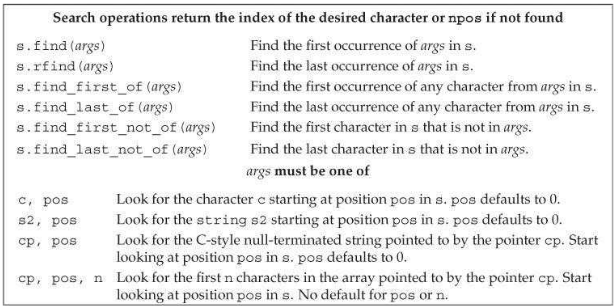 Search operations return the index of the desired character or npos if not found
s.find(args) Find the first occurrence of args in s.
s.rfind(args) Find the last occurrence of args in s.
s.find_first_of(args) Find the first occurrence of any character from args in s.
s.find_last_of(args) Find the last occurrence of any character from args in s.
s.find_first_not_of(args) Find the first character in s that is not in args.
s.find_last_not_of(args) Find the last character in s that is not in args.
args must be one of
c, pos Look for the character c starting at position pos in s. pos defaults to 0.
s2, pos Look for the string s2 starting at position pos in s. pos defaults to 0.
cp, pos Look for the C-style null-terminated string pointed to by the pointer cp. Start
looking at position pos in s. pos defaults to 0.
cp, pos, n Look for the first n characters in the array pointed to by the pointer cp. Start
looking at position pos in s. No default for pos or n.